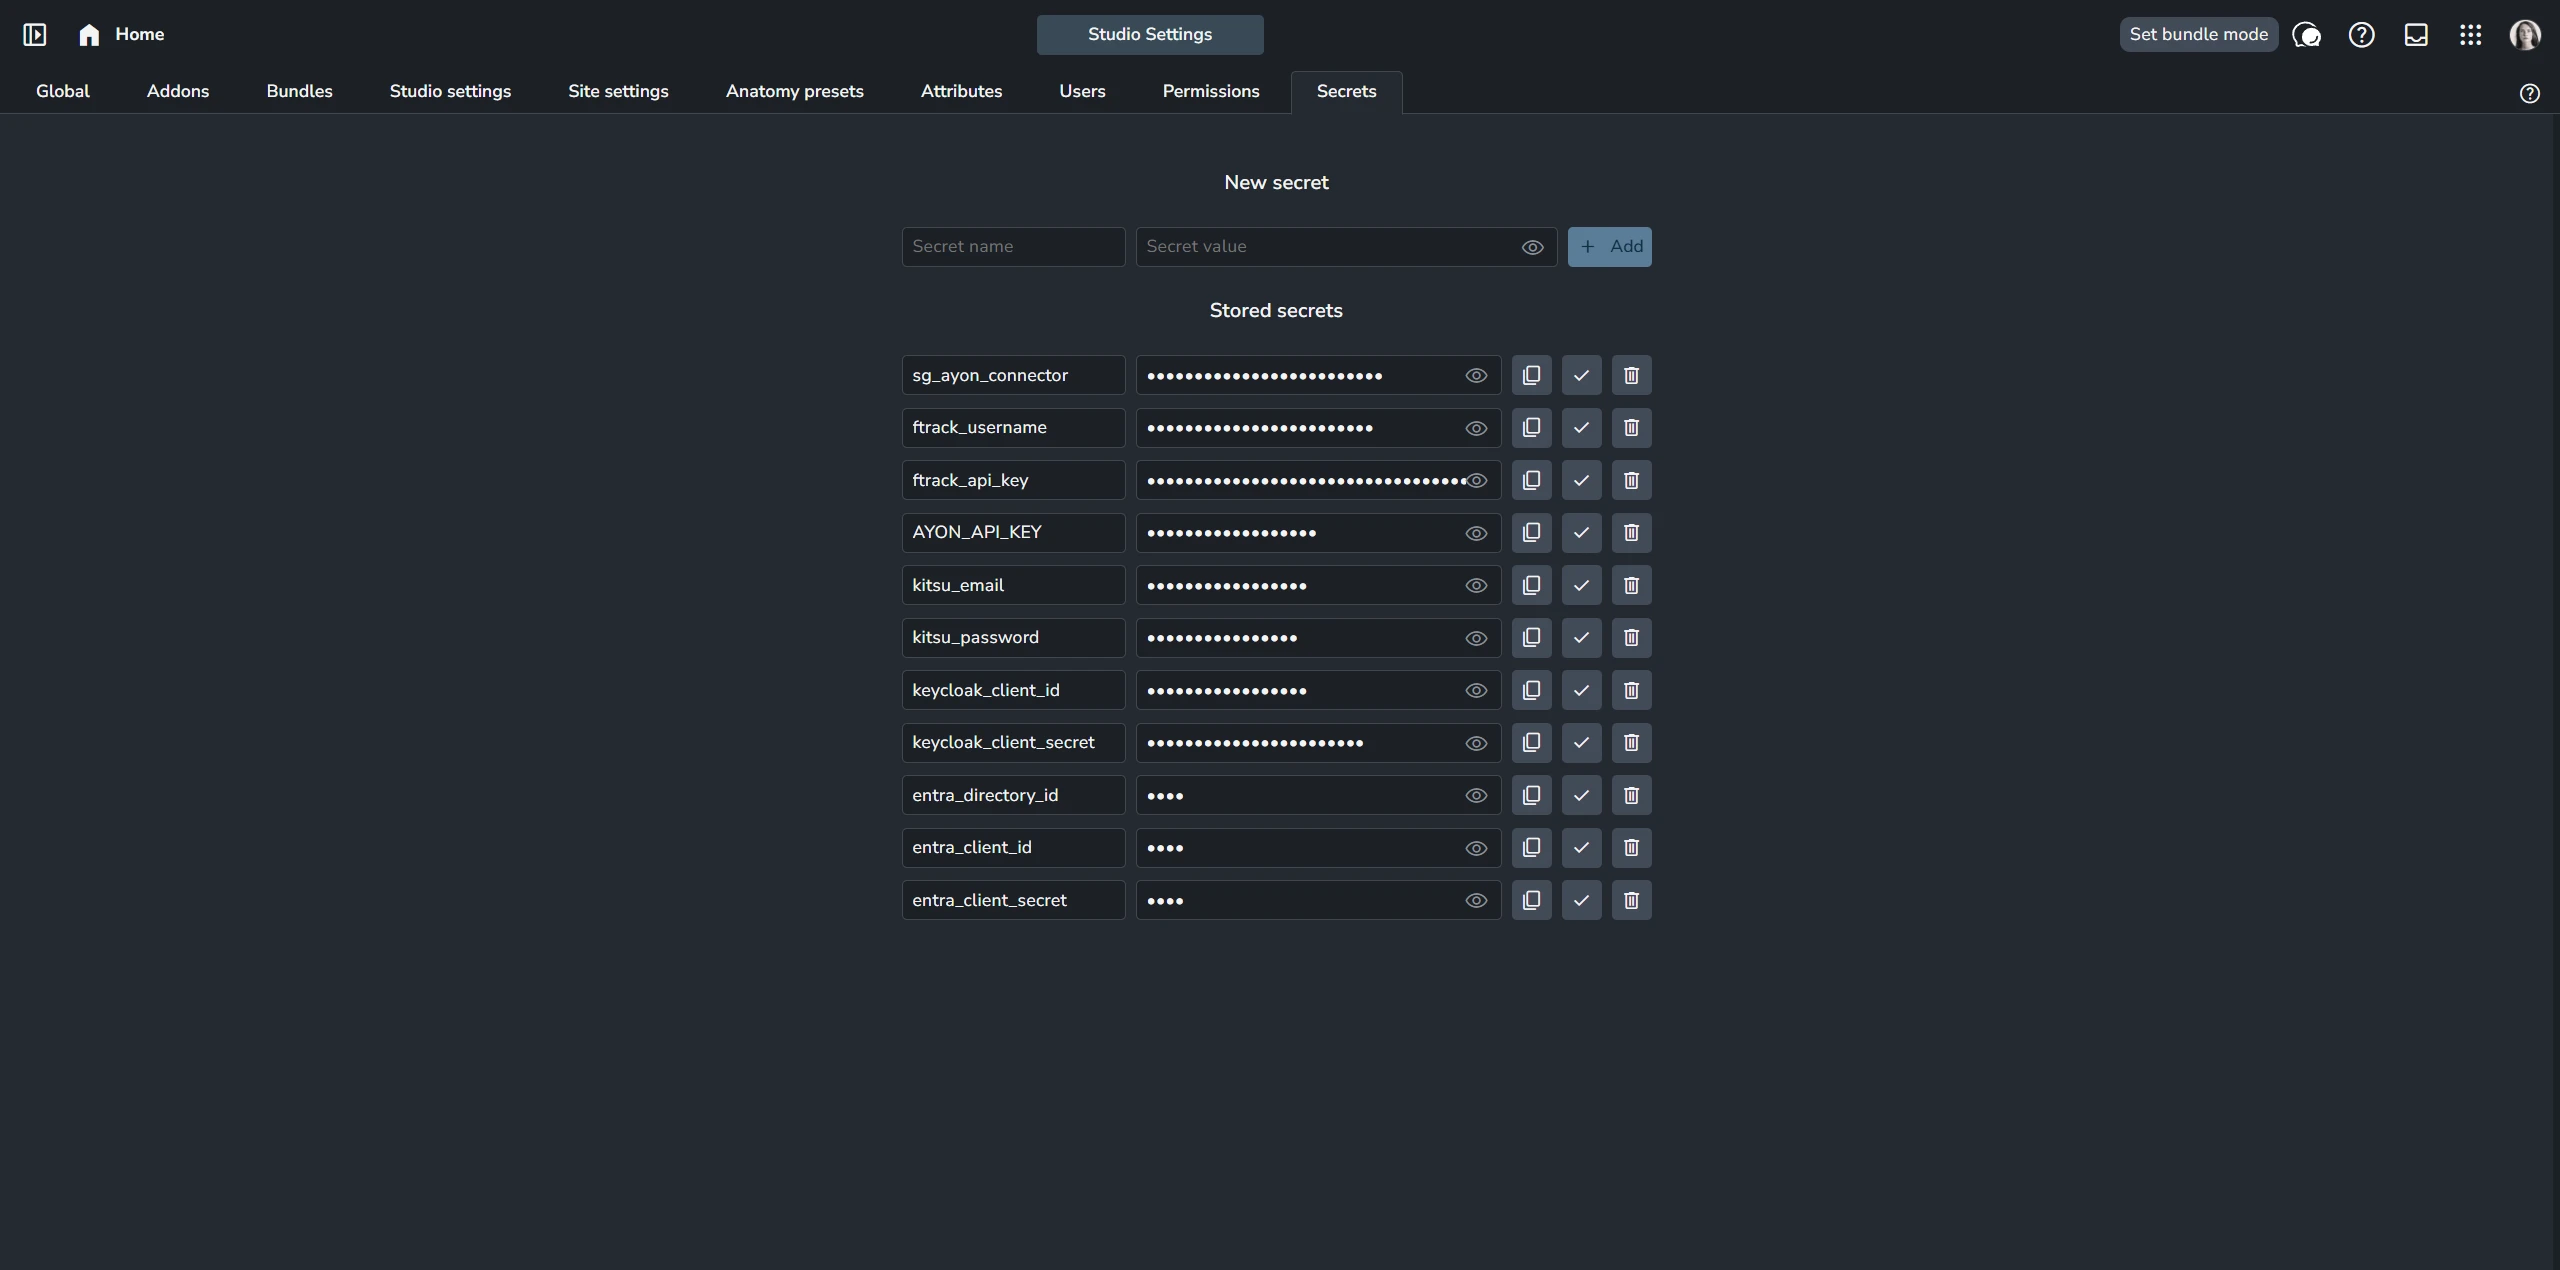 Home
Studio Settings
Set bundle mode
Global Addons Bundles Studio settings Site settings Anatomy presets Attributes Users Permissions Secrets
New secret
Secret name Secret value + Add
Stored secrets
sg_ayon_connector
ftrack_username
ftrack_api_key
AYON_API_KEY
kitsu_email
kitsu_password
keycloak_client_id
keycloak_client_secret
entra_directory_id
entra_client_id
entra_client_secret